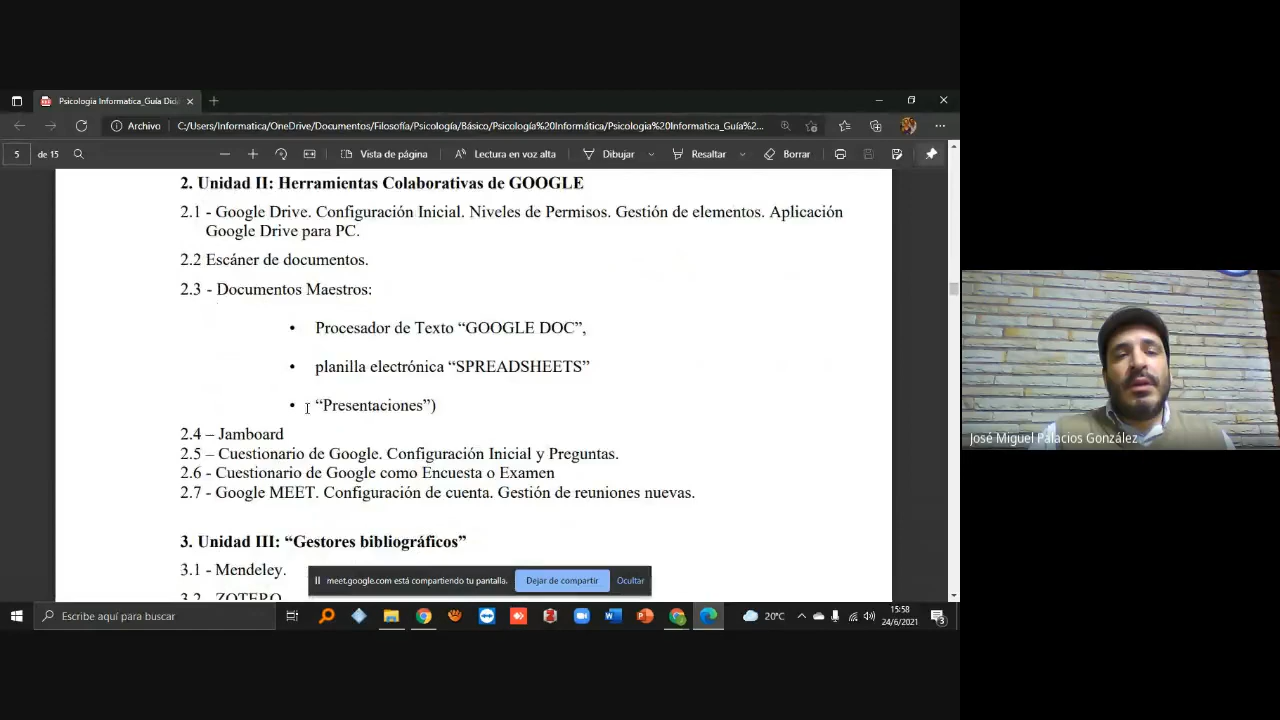 Psicologia Informatica_Guía Did
Archivo
C:/Users/Informatica/OneDrive/Documentos/Filosofía/Psicología/Básico/Psicología%20Informática/Psicologia%20Informatica_Guía%2...
5 de 15
Vista de página
Lectura en voz alta
Dibujar
Resaltar
Borrar
2. Unidad II: Herramientas Colaborativas de GOOGLE
2.1 - Google Drive. Configuración Inicial. Niveles de Permisos. Gestión de elementos. Aplicación
Google Drive para PC.
2.2 Escáner de documentos.
2.3 - Documentos Maestros:
• Procesador de Texto “GOOGLE DOC”,
• planilla electrónica “SPREADSHEETS”
• “Presentaciones”)
2.4 – Jamboard
2.5 – Cuestionario de Google. Configuración Inicial y Preguntas.
2.6 - Cuestionario de Google como Encuesta o Examen
2.7 - Google MEET. Configuración de cuenta. Gestión de reuniones nuevas.
3. Unidad III: “Gestores bibliográficos”
3.1 - Mendeley.
3.2 ZOTERO
meet.google.com está compartiendo tu pantalla.
Dejar de compartir
Ocultar
José Miguel Palacios González
Escribe aquí para buscar
20°C
15:58
24/6/2021
3